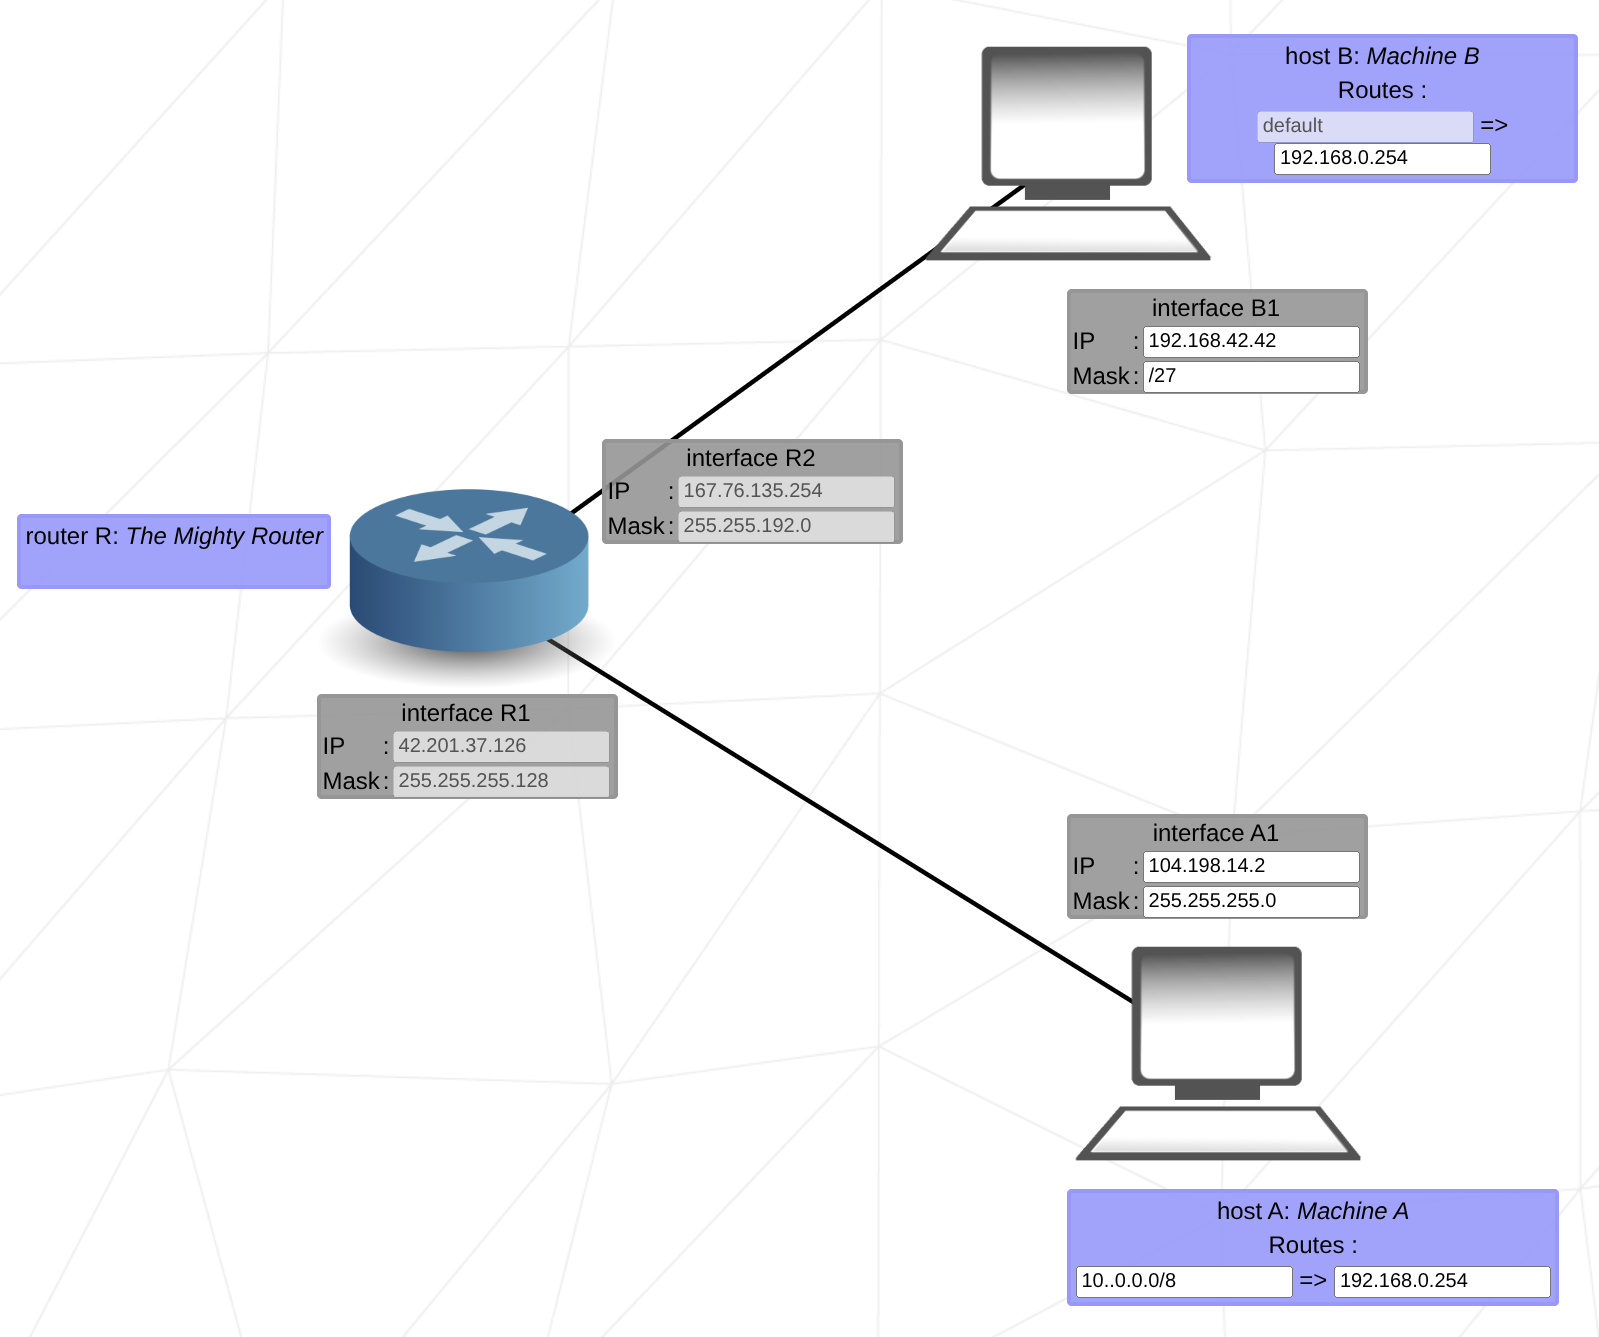 host B: Machine B
Routes :
default =>
192.168.0.254
interface B1
IP : 192.168.42.42
Mask : /27
interface R2
IP : 167.76.135.254
Mask : 255.255.192.0
router R: The Mighty Router
interface R1
IP : 42.201.37.126
Mask : 255.255.255.128
interface A1
IP : 104.198.14.2
Mask : 255.255.255.0
host A: Machine A
Routes :
10..0.0.0/8 => 192.168.0.254